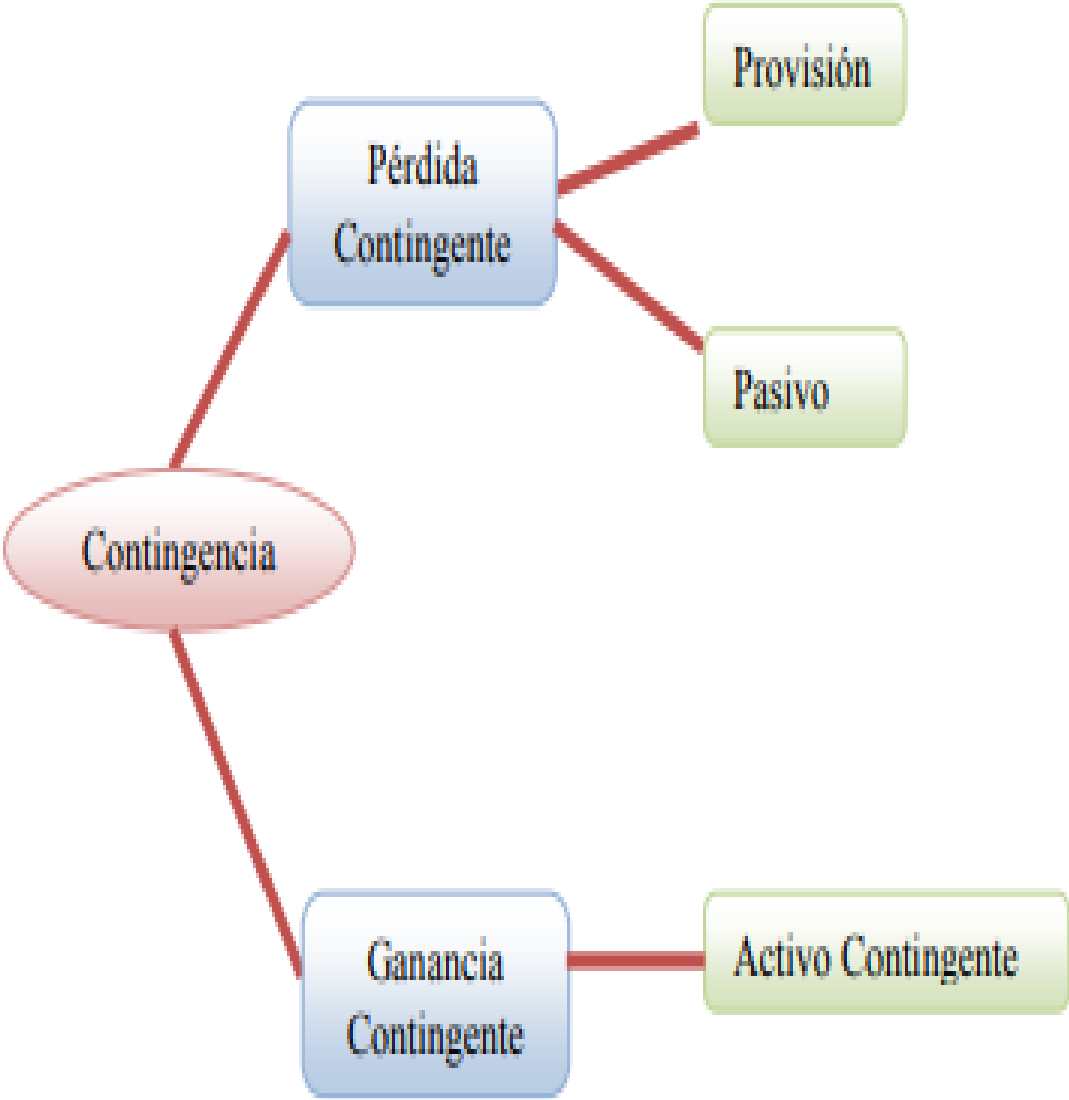 Provisión
Pérdida
Contingente
Pasivo
Contingencia
Ganancia
Contingente
Activo Contingente